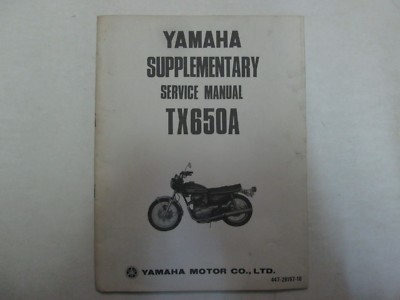 YAMAHA
SUPPLEMENTARY
SERVICE MANUAL
TX650A
YAMAHA MOTOR CO., LTD.